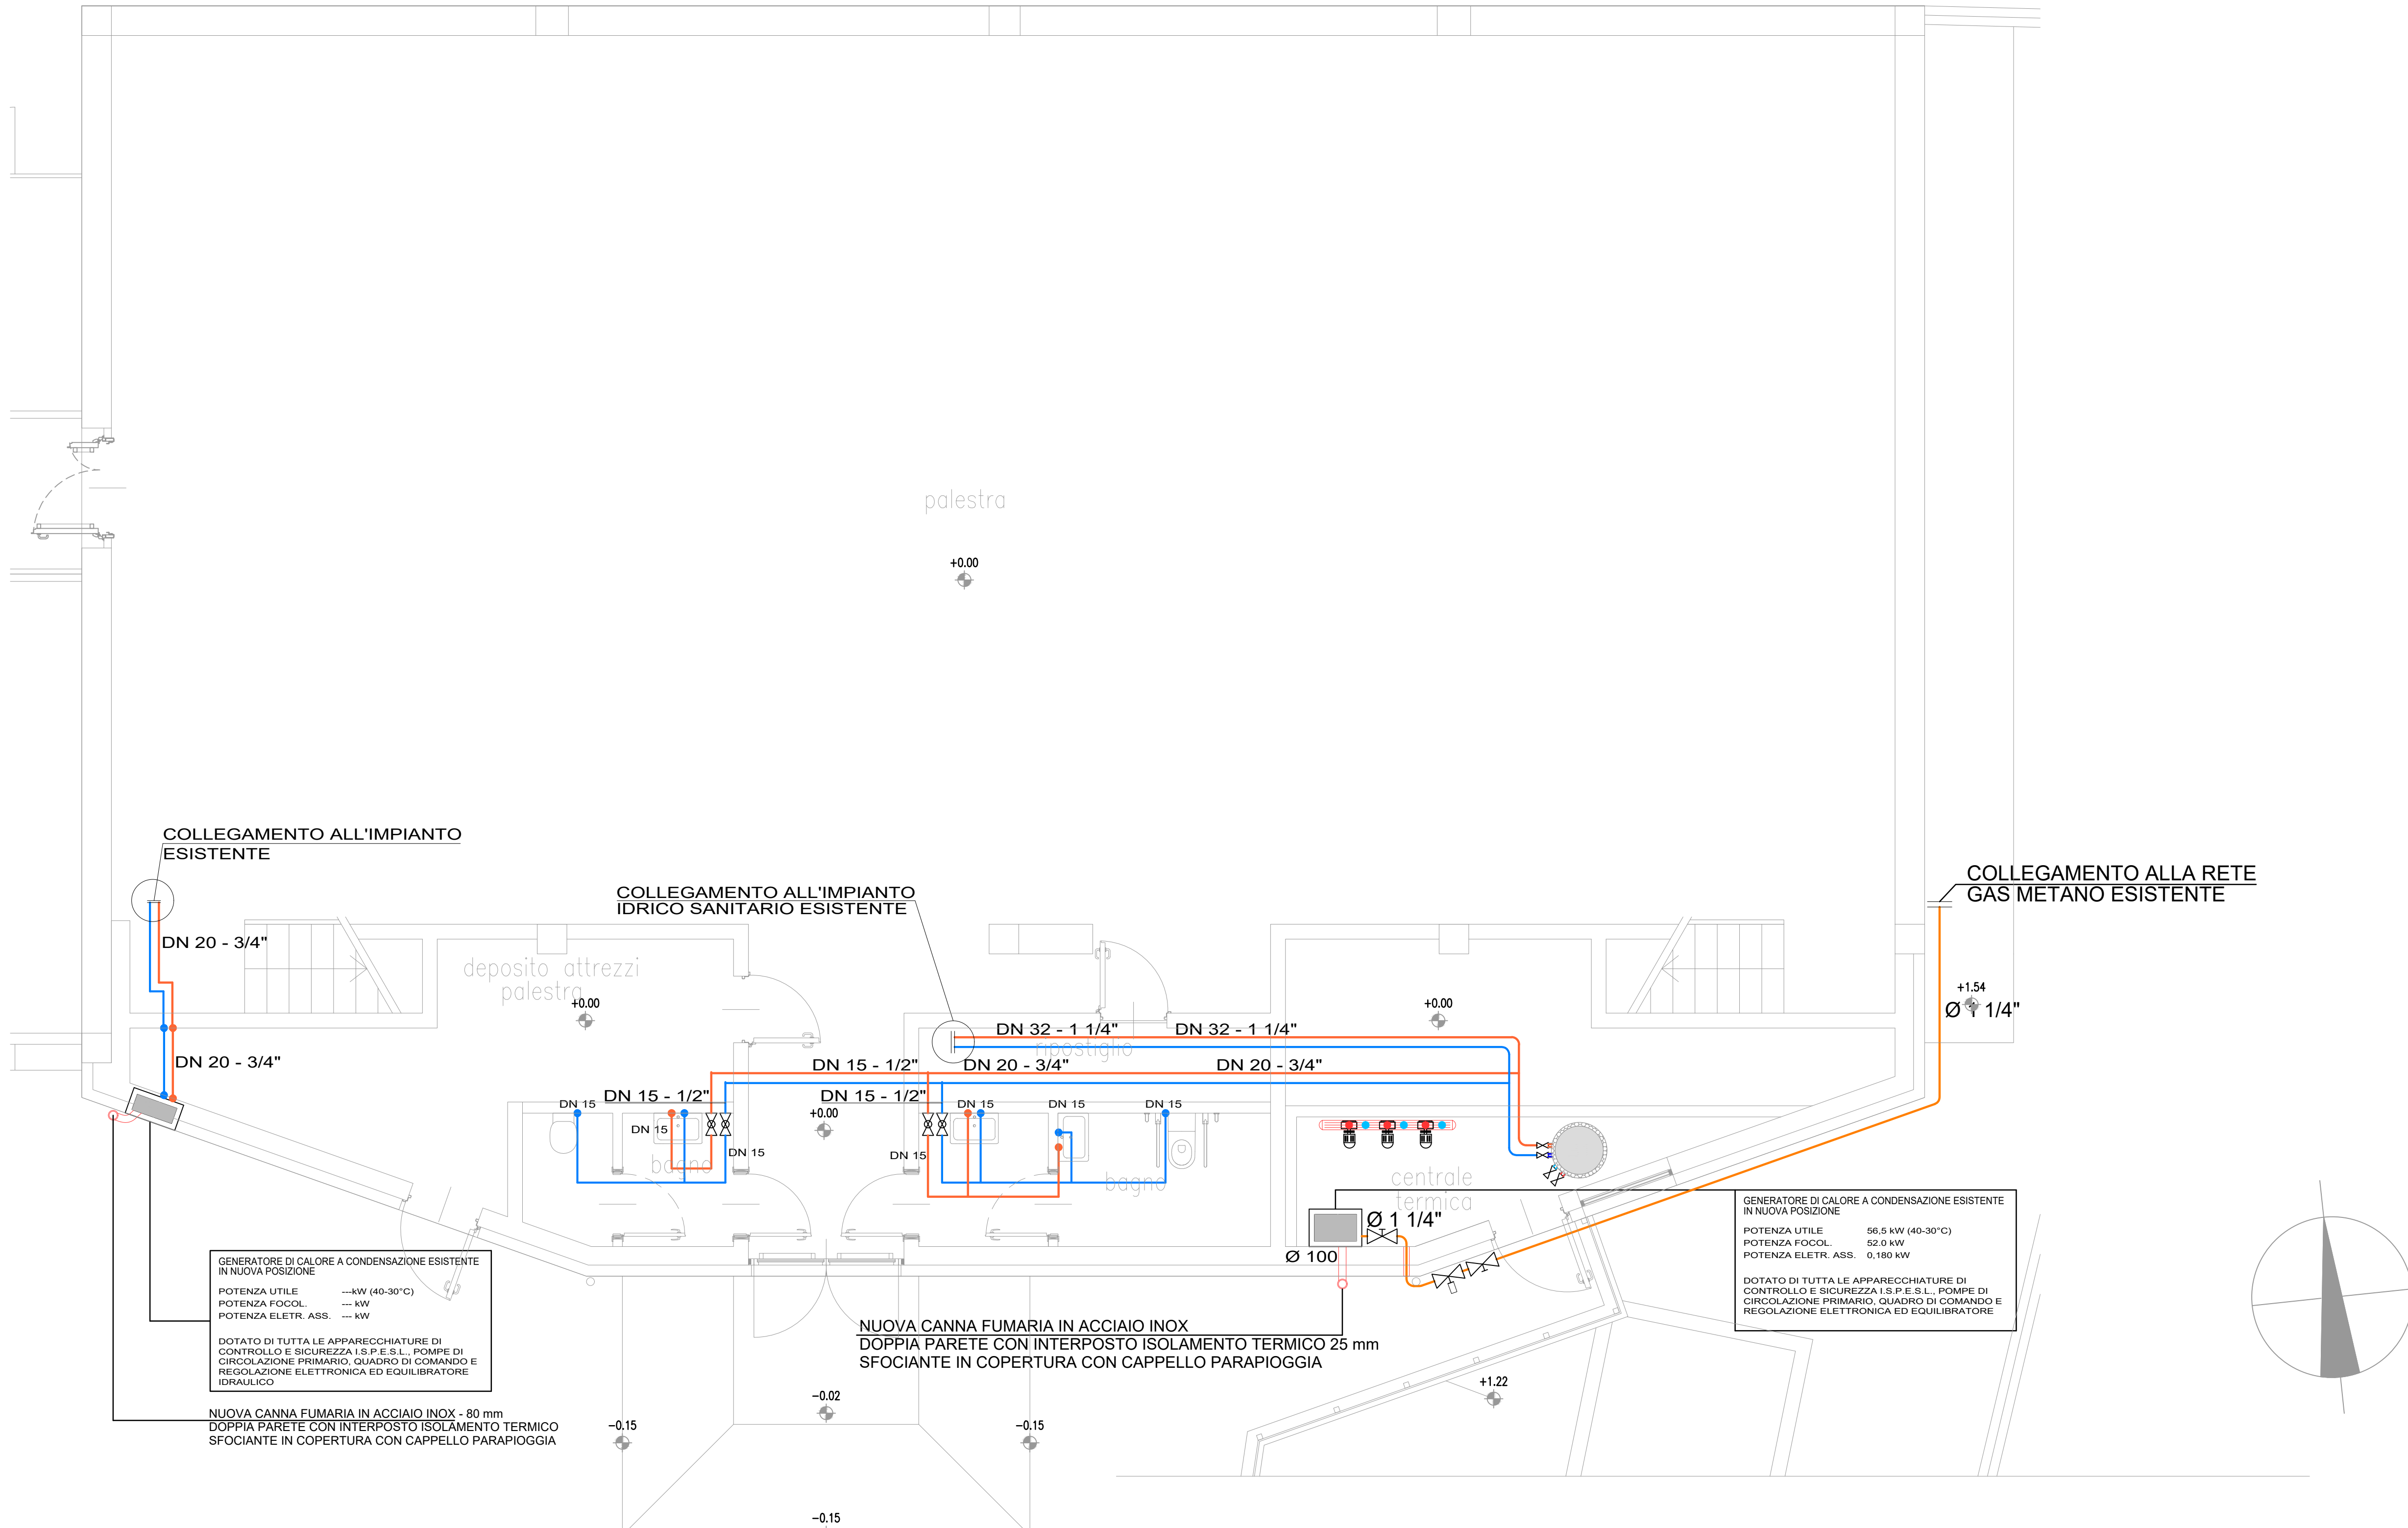 palestra
+0.00
COLLEGAMENTO ALL'IMPIANTO
ESISTENTE
DN 20 - 3/4"
DN 20 - 3/4"
COLLEGAMENTO ALL'IMPIANTO
IDRICO SANITARIO ESISTENTE
COLLEGAMENTO ALLA RETE
GAS METANO ESISTENTE
deposito attrezzi
palestra
+0.00
+0.00
+1.54
Ø 1 1/4"
DN 32 - 1 1/4"
DN 32 - 1 1/4"
ripostiglio
DN 15 - 1/2"
DN 20 - 3/4"
DN 20 - 3/4"
DN 15 - 1/2"
DN 15 - 1/2"
DN 15
DN 15
DN 15
DN 15
+0.00
DN 15
DN 15
DN 15
bagno
bagno
centrale
termica
Ø 1 1/4"
Ø 100
GENERATORE DI CALORE A CONDENSAZIONE ESISTENTE
IN NUOVA POSIZIONE
POTENZA UTILE 56,5 kW (40-30°C)
POTENZA FOCOL. 52.0 kW
POTENZA ELETR. ASS. 0,180 kW
DOTATO DI TUTTA LE APPARECCHIATURE DI
CONTROLLO E SICUREZZA I.S.P.E.S.L., POMPE DI
CIRCOLAZIONE PRIMARIO, QUADRO DI COMANDO E
REGOLAZIONE ELETTRONICA ED EQUILIBRATORE
GENERATORE DI CALORE A CONDENSAZIONE ESISTENTE
IN NUOVA POSIZIONE
POTENZA UTILE ---kW (40-30°C)
POTENZA FOCOL. --- kW
POTENZA ELETR. ASS. --- kW
DOTATO DI TUTTA LE APPARECCHIATURE DI
CONTROLLO E SICUREZZA I.S.P.E.S.L., POMPE DI
CIRCOLAZIONE PRIMARIO, QUADRO DI COMANDO E
REGOLAZIONE ELETTRONICA ED EQUILIBRATORE
IDRAULICO
NUOVA CANNA FUMARIA IN ACCIAIO INOX
DOPPIA PARETE CON INTERPOSTO ISOLAMENTO TERMICO 25 mm
SFOCIANTE IN COPERTURA CON CAPPELLO PARAPIOGGIA
NUOVA CANNA FUMARIA IN ACCIAIO INOX - 80 mm
DOPPIA PARETE CON INTERPOSTO ISOLAMENTO TERMICO
SFOCIANTE IN COPERTURA CON CAPPELLO PARAPIOGGIA
+1.22
-0.02
-0.15
-0.15
-0.15